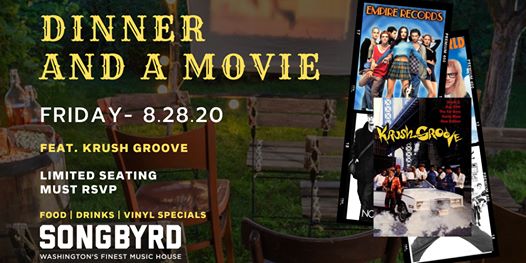 DINNER
AND A MOVIE
FRIDAY- 8.28.20
FEAT. KRUSH GROOVE
LIMITED SEATING
MUST RSVP
FOOD | DRINKS | VINYL SPECIALS
SONGBYRD
WASHINGTON'S FINEST MUSIC HOUSE
EMPIRE RECORDS
KRUSH GROOVE